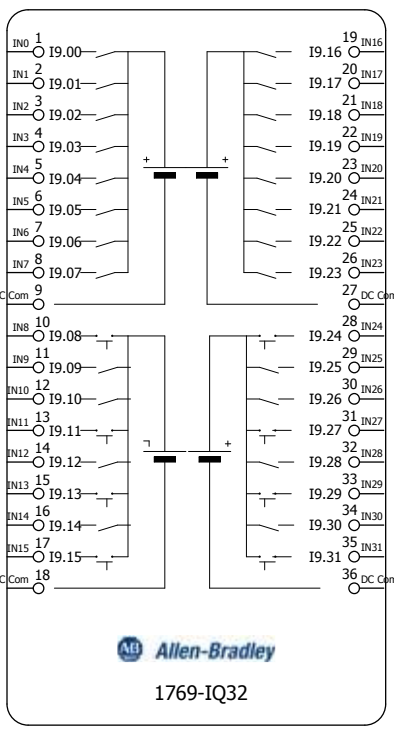 IN0 1 I9.00 I9.16 19 IN16
IN1 2 I9.01 I9.17 20 IN17
IN2 3 I9.02 I9.18 21 IN18
IN3 4 I9.03 I9.19 22 IN19
IN4 5 I9.04 I9.20 23 IN20
IN5 6 I9.05 I9.21 24 IN21
IN6 7 I9.06 I9.22 25 IN22
IN7 8 I9.07 I9.23 26 IN23
C Com 9 27 DC Com
IN8 10 I9.08 I9.24 28 IN24
IN9 11 I9.09 I9.25 29 IN25
IN10 12 I9.10 I9.26 30 IN26
IN11 13 I9.11 I9.27 31 IN27
IN12 14 I9.12 I9.28 32 IN28
IN13 15 I9.13 I9.29 33 IN29
IN14 16 I9.14 I9.30 34 IN30
IN15 17 I9.15 I9.31 35 IN31
C Com 18 36 DC Com
AB Allen-Bradley
1769-IQ32